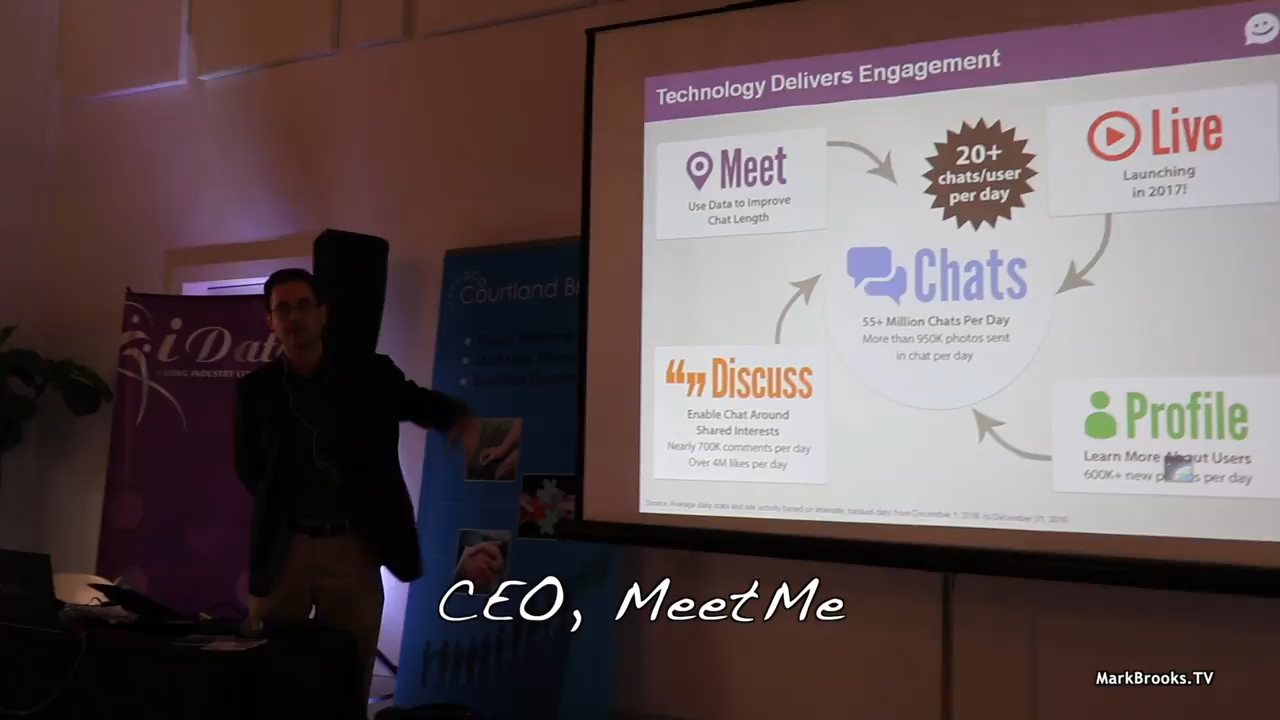 Technology Delivers Engagement
Meet
Use Data to Improve
Chat Length
20+
chats/user
per day
Live
Launching
in 2017!
Chats
55+ Million Chats Per Day
More than 950K photos sent
in chat per day
Discuss
Enable Chat Around
Shared Interests
Nearly 700K comments per day
Over 4M likes per day
Profile
Learn More About Users
600K+ new per day
iDat
Courtland B
CEO, MeetMe
MarkBrooks.TV